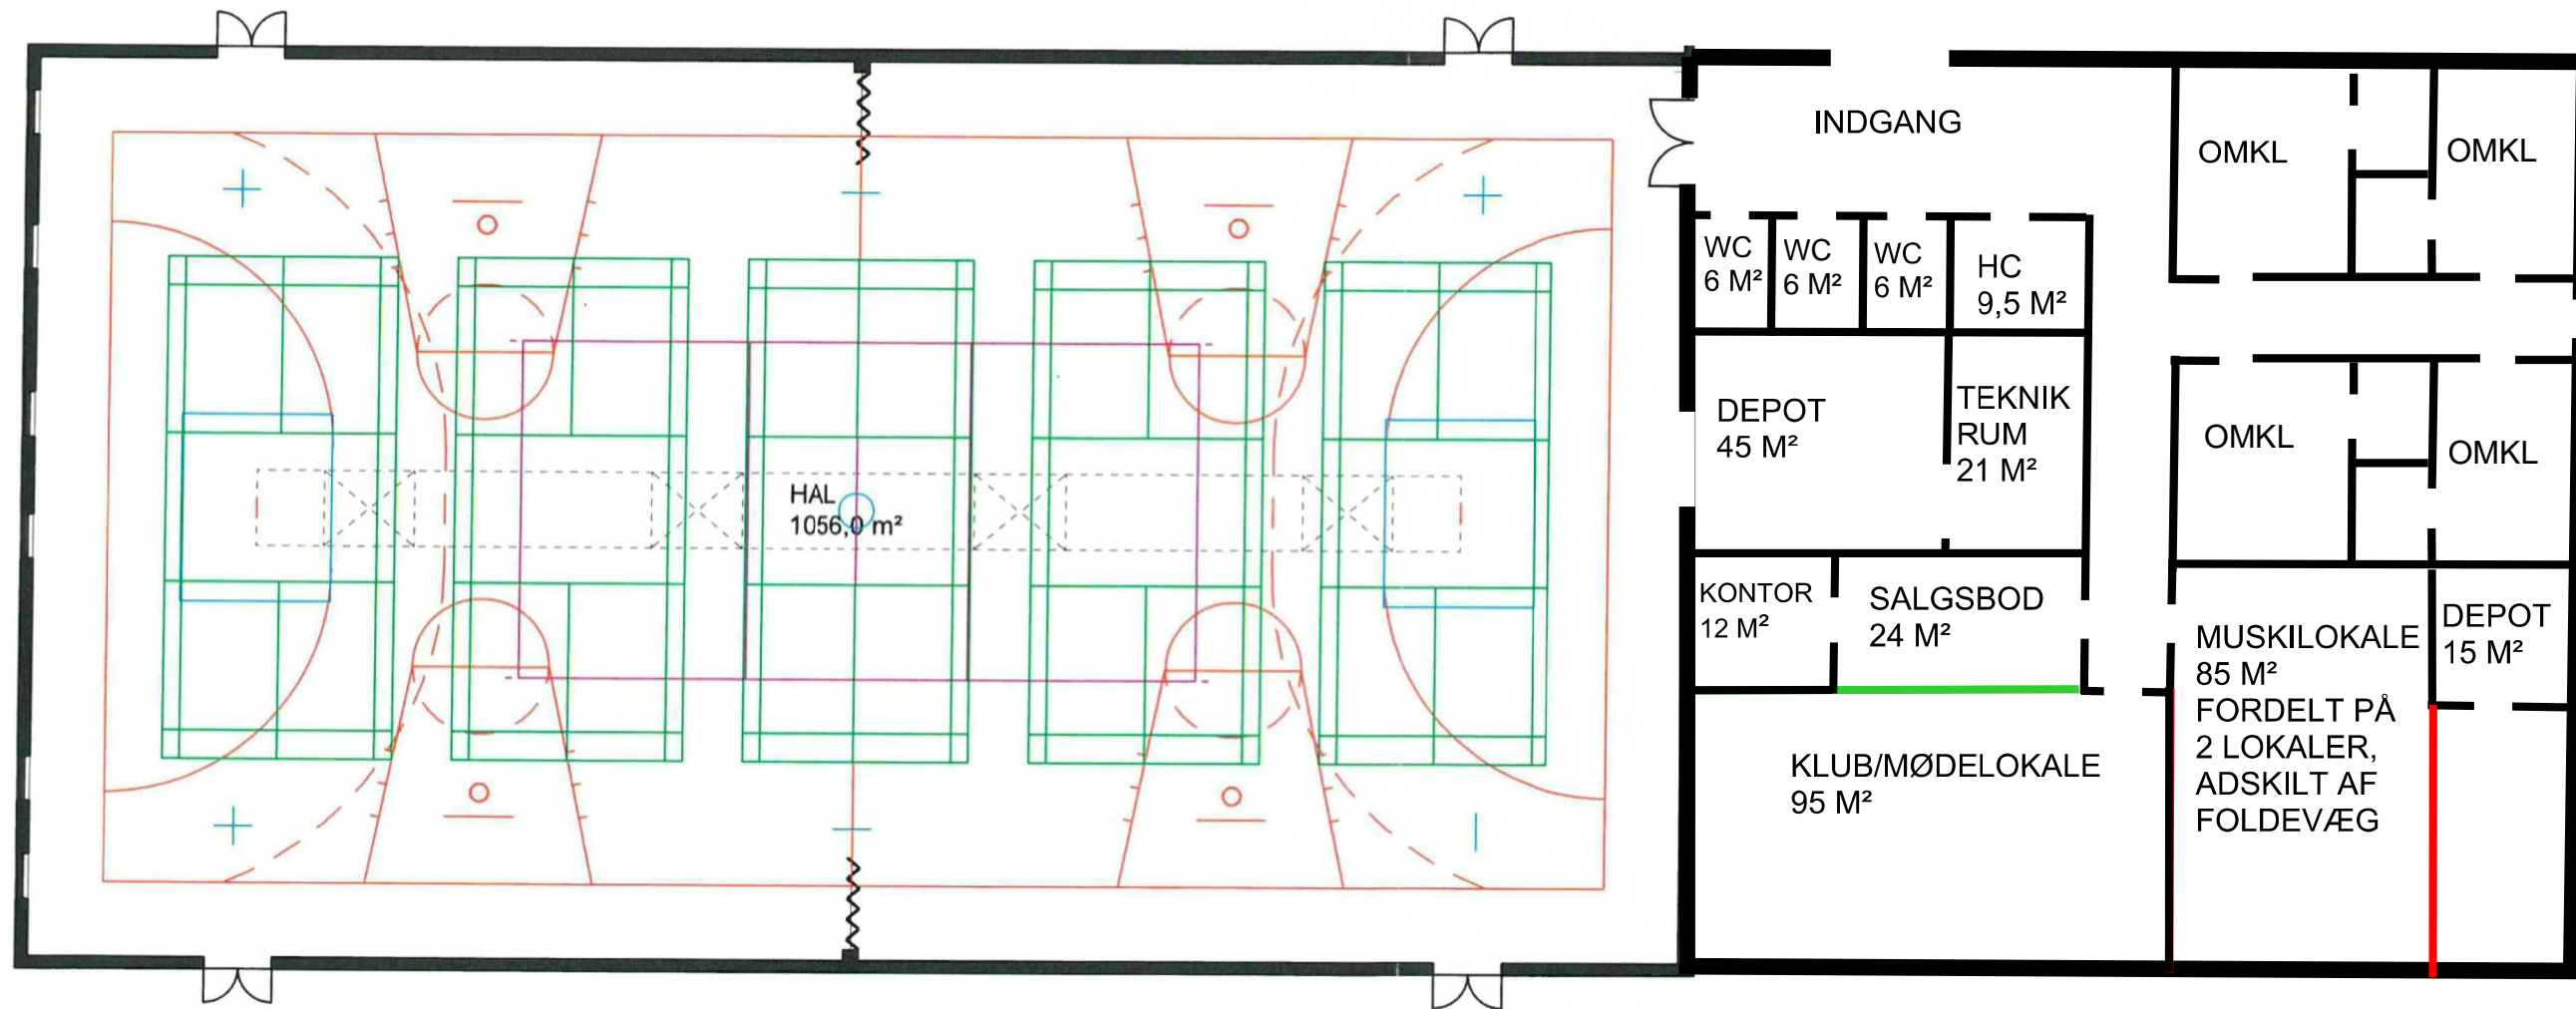 INDGANG
OMKL
OMKL
WC
6 M²
WC
6 M²
WC
6 M²
HC
9,5 M²
DEPOT
45 M²
TEKNIK
RUM
21 M²
OMKL
OMKL
HAL
1056,0 m²
KONTOR
12 M²
SALGSBOD
24 M²
MUSKILOKALE
85 M²
FORDELT PÅ
2 LOKALER,
ADSKILT AF
FOLDEVÆG
DEPOT
15 M²
KLUB/MØDELOKALE
95 M²